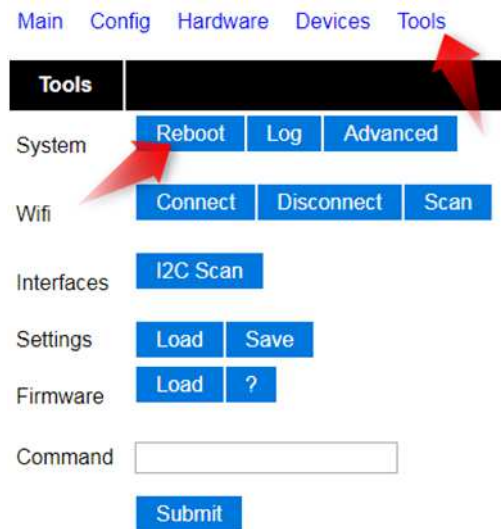 Main Config Hardware Devices Tools
Tools
System Reboot Log Advanced
Wifi Connect Disconnect Scan
Interfaces I2C Scan
Settings Load Save
Firmware Load ?
Command
Submit